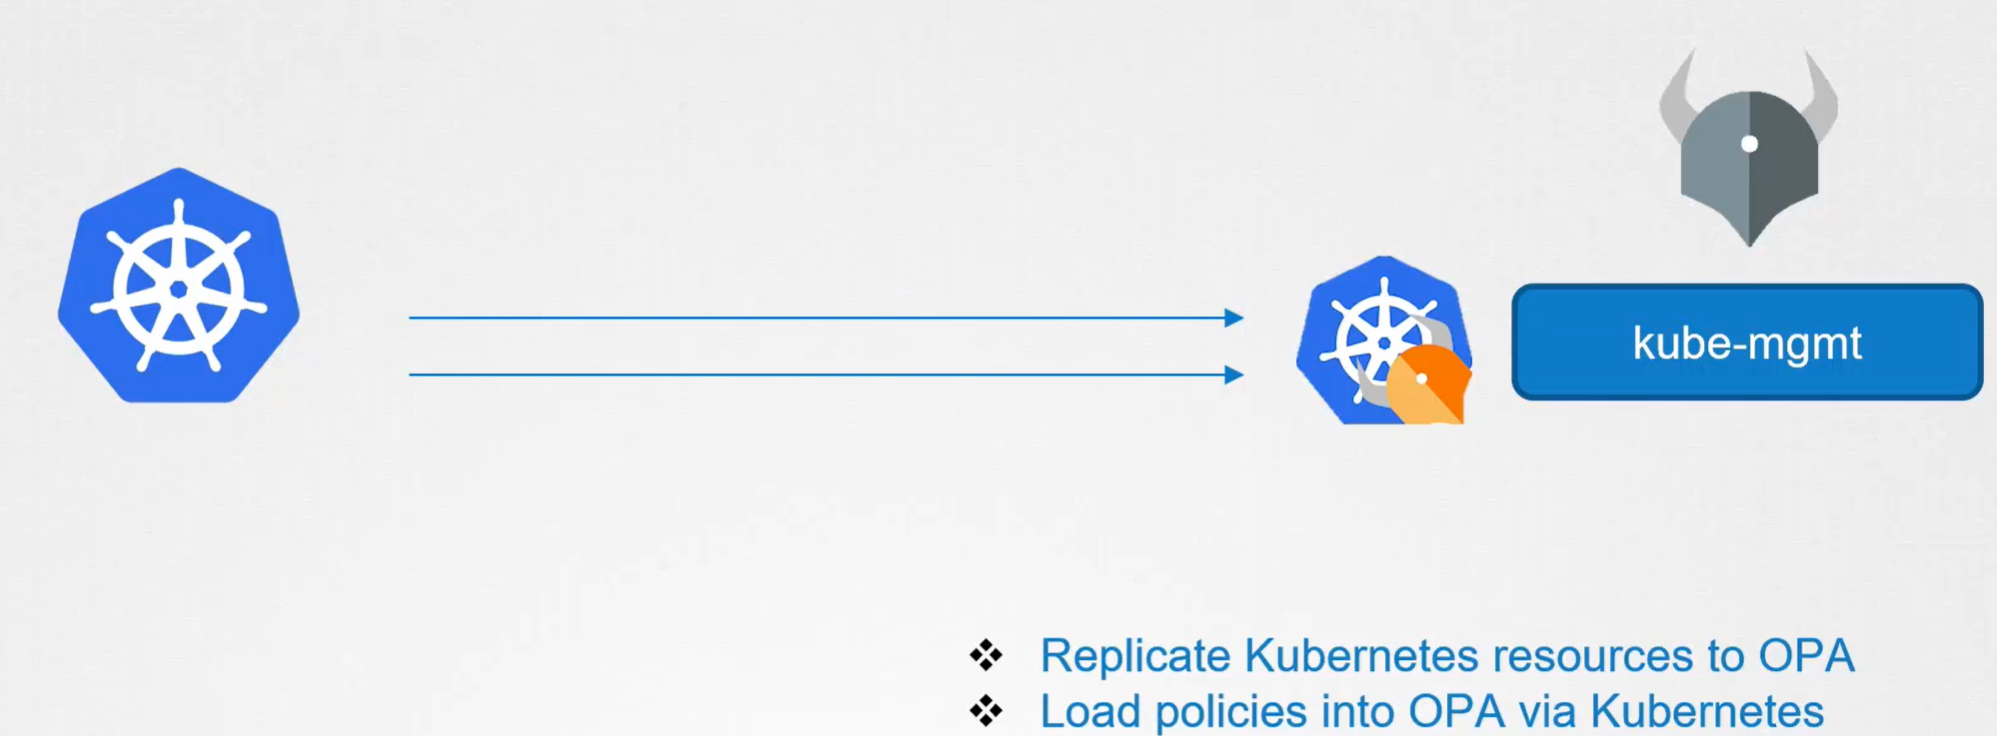 kube-mgmt
Replicate Kubernetes resources to OPA
Load policies into OPA via Kubernetes